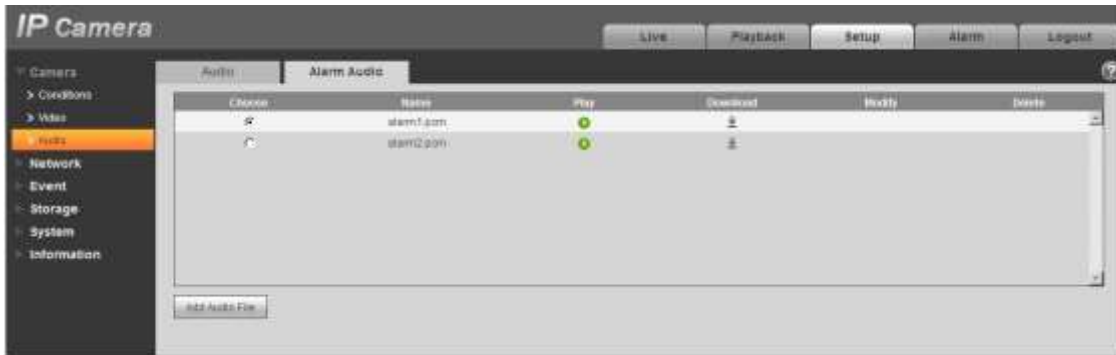 IP Camera
Live Playback Setup Alarm Logout
Camera
Conditions
Video
Audio
Network
Event
Storage
System
Information
Audio Alarm Audio
Choose Name Play Download Modify Delete
alarm1.pcm
alarm2.pcm
Add Audio File